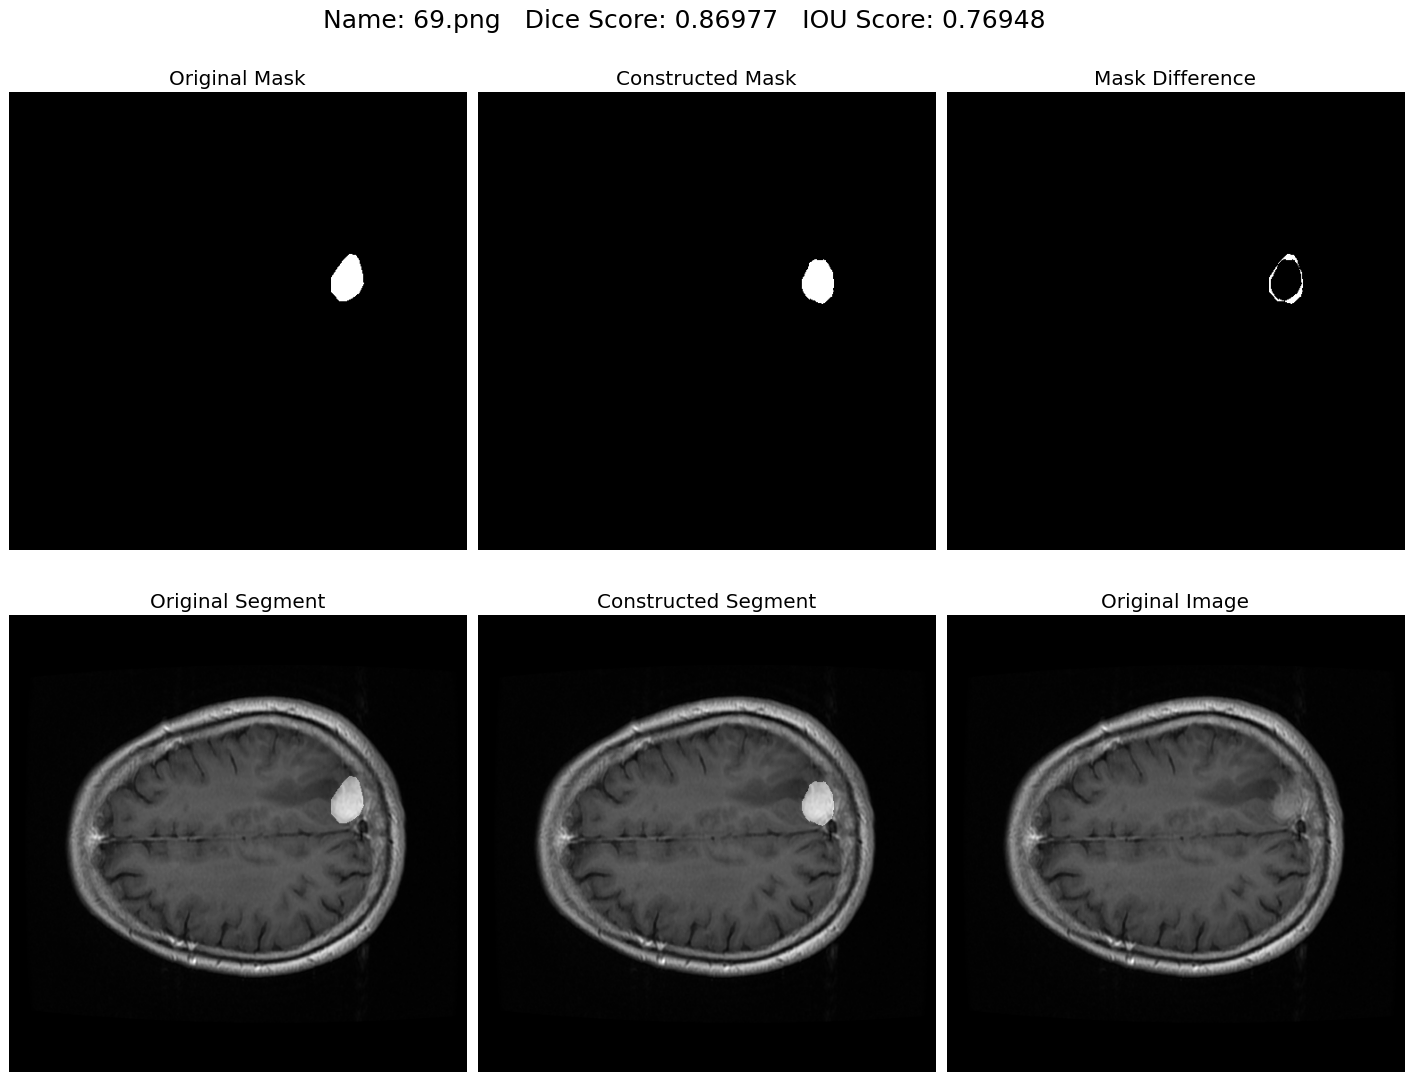 Name: 69.png   Dice Score: 0.86977   IOU Score: 0.76948
Original Mask
Constructed Mask
Mask Difference
Original Segment
Constructed Segment
Original Image